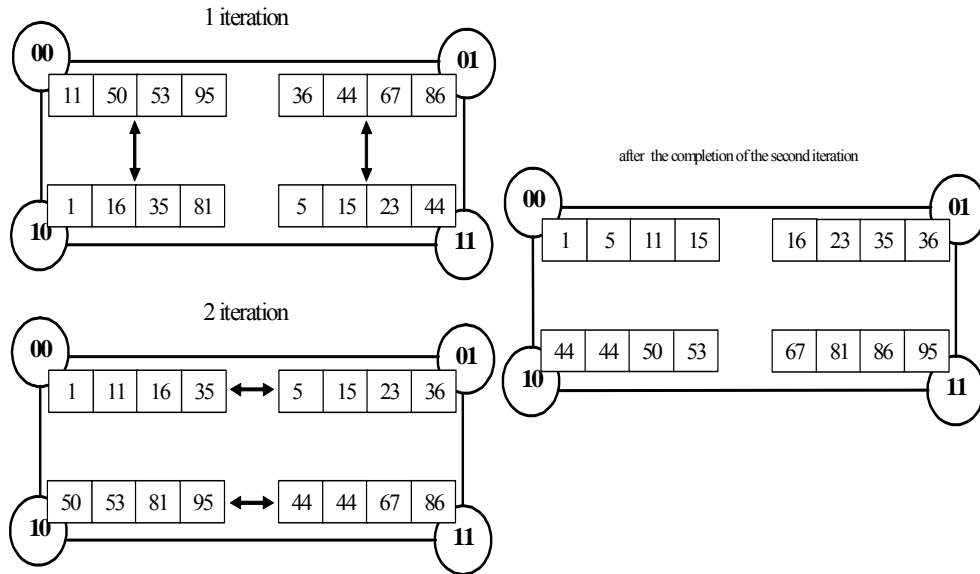 1 iteration
00
01
11 50 53 95
36 44 67 86
1 16 35 81
5 15 23 44
10
11
2 iteration
00
01
1 11 16 35
5 15 23 36
50 53 81 95
44 44 67 86
10
11
after the completion of the second iteration
00
01
1 5 11 15
16 23 35 36
44 44 50 53
67 81 86 95
10
11